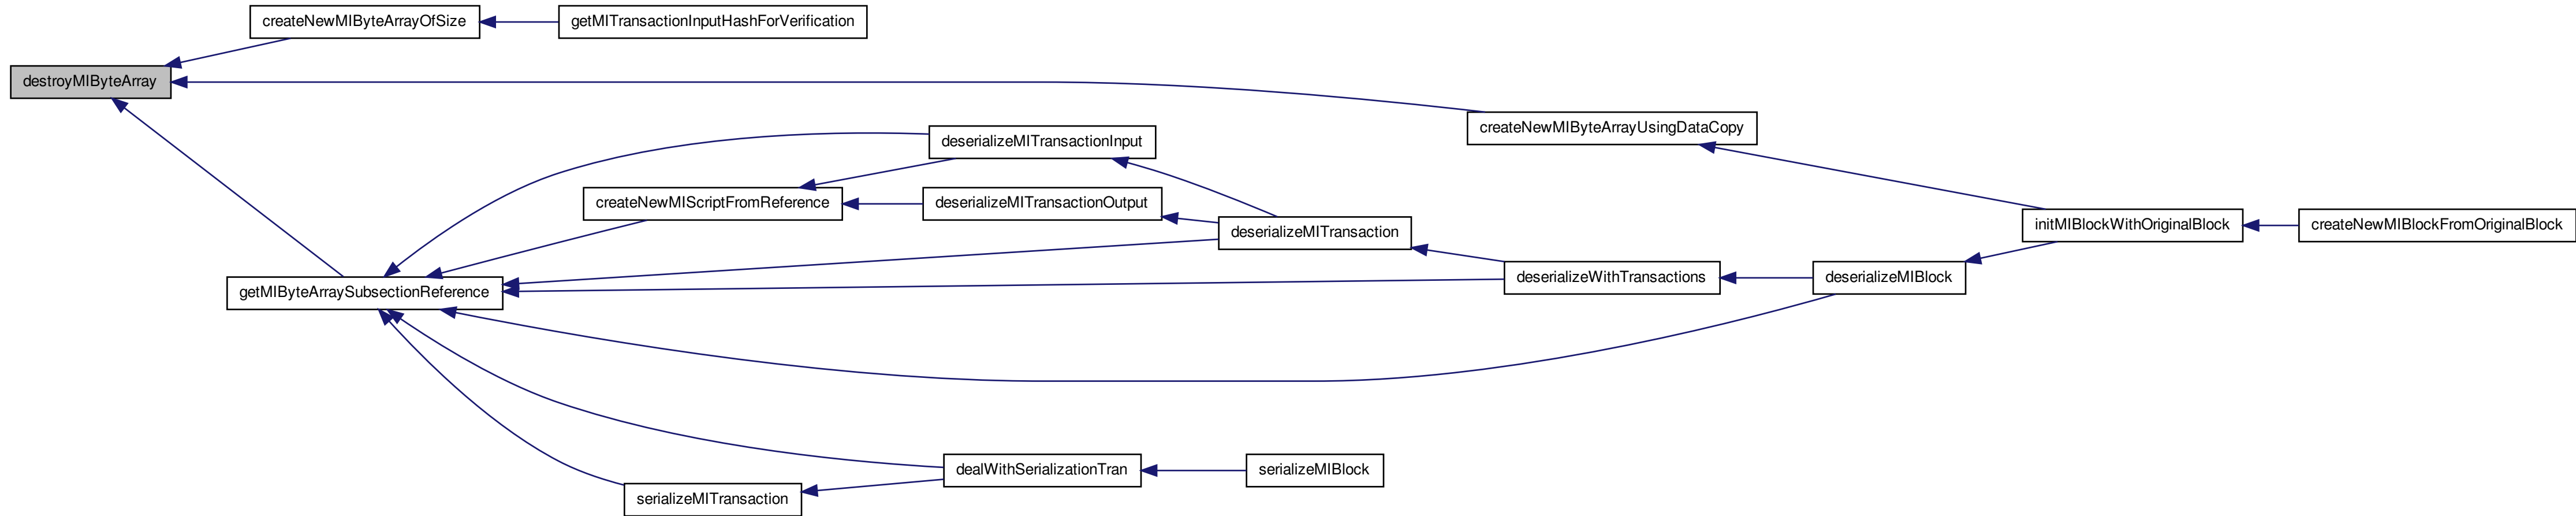 createNewMIByteArrayOfSize
getMITransactionInputHashForVerification
destroyMIByteArray
createNewMIByteArrayUsingDataCopy
deserializeMITransactionInput
createNewMIScriptFromReference
deserializeMITransactionOutput
deserializeMITransaction
initMIBlockWithOriginalBlock
createNewMIBlockFromOriginalBlock
getMIByteArraySubsectionReference
deserializeWithTransactions
deserializeMIBlock
dealWithSerializationTran
serializeMIBlock
serializeMITransaction